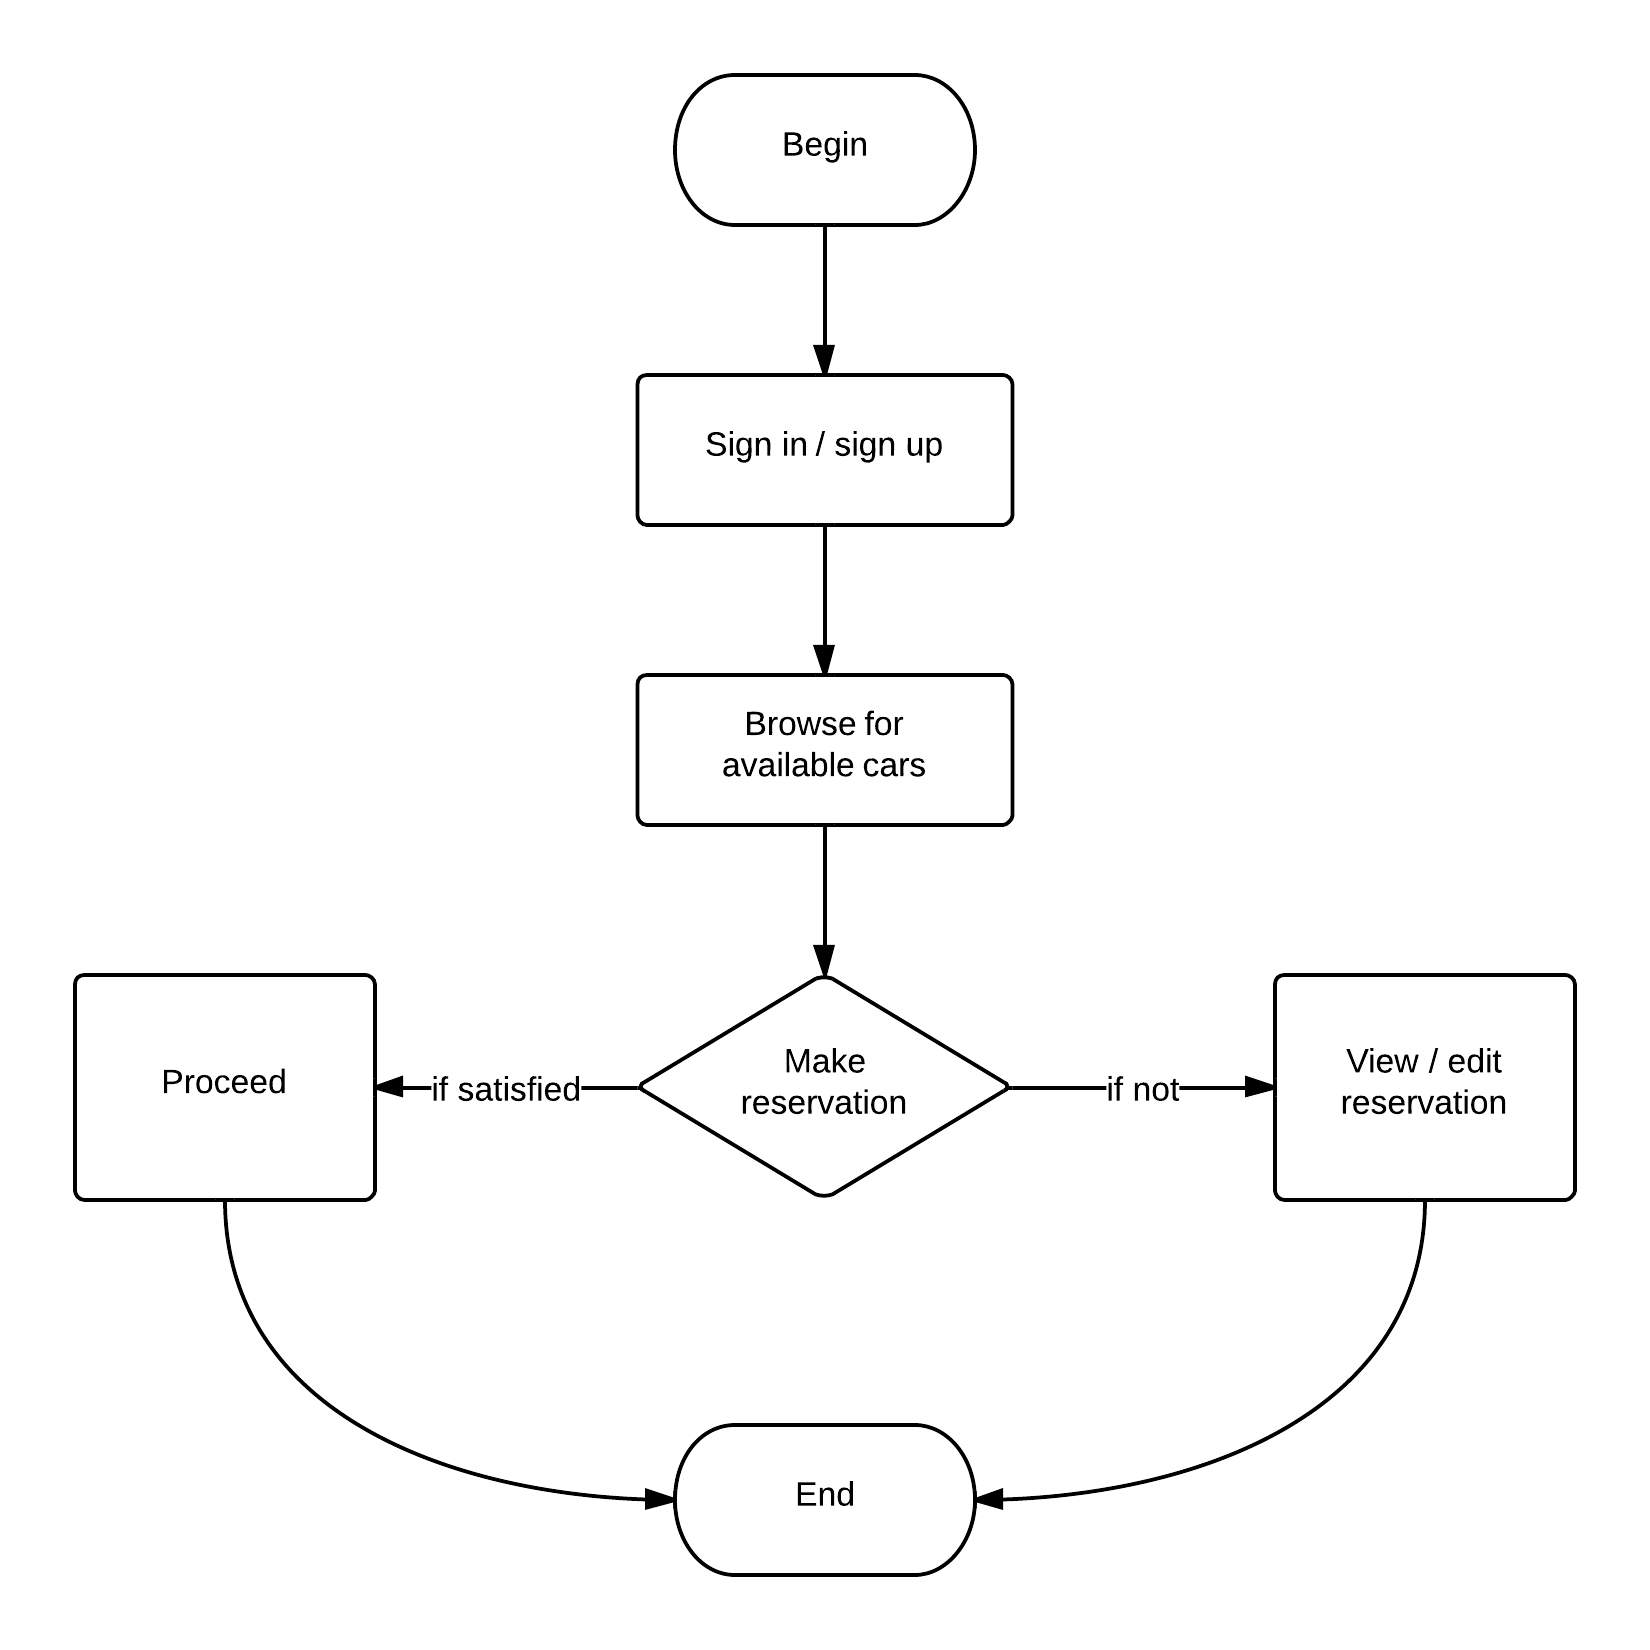 Begin
Sign in / sign up
Browse for
available cars
Proceed
if satisfied
Make
reservation
if not
View / edit
reservation
End